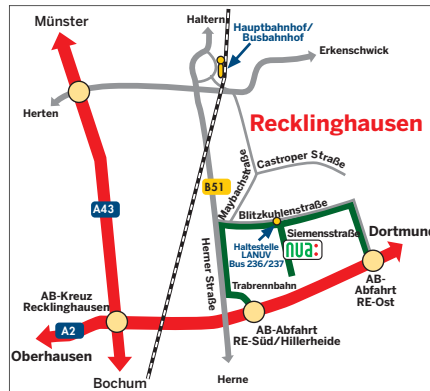 Haltern
Münster
Hauptbahnhof/
Busbahnhof
Erkenschwick
Herten
Recklinghausen
Maybachstraße
Castroper Straße
B51
A43
Blitzkuhlenstraße
Siemensstraße
Haltestelle
LANUV
Bus 236/237
nua:
Dortmund
Herner Straße
Trabrennbahn
AB-
Abfahrt
RE-Ost
AB-Kreuz
Recklinghausen
A2
AB-Abfahrt
RE-Süd/Hillerheide
Oberhausen
Bochum
Herne